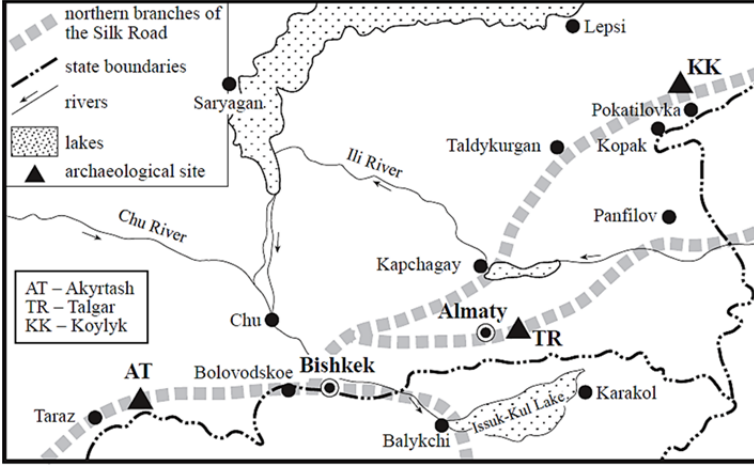 northern branches of
the Silk Road
state boundaries
rivers
lakes
archaeological site
Lepsi
KK
Saryagan
Pokatilovka
Kopak
Taldykurgan
Ili River
Panfilov
Chu River
Kapchagay
AT – Akyrtash
TR – Talgar
KK – Koylyk
Almaty
TR
Chu
AT
Bolovodskoe
Bishkek
Taraz
Issuk-Kul Lake
Karakol
Balykchi